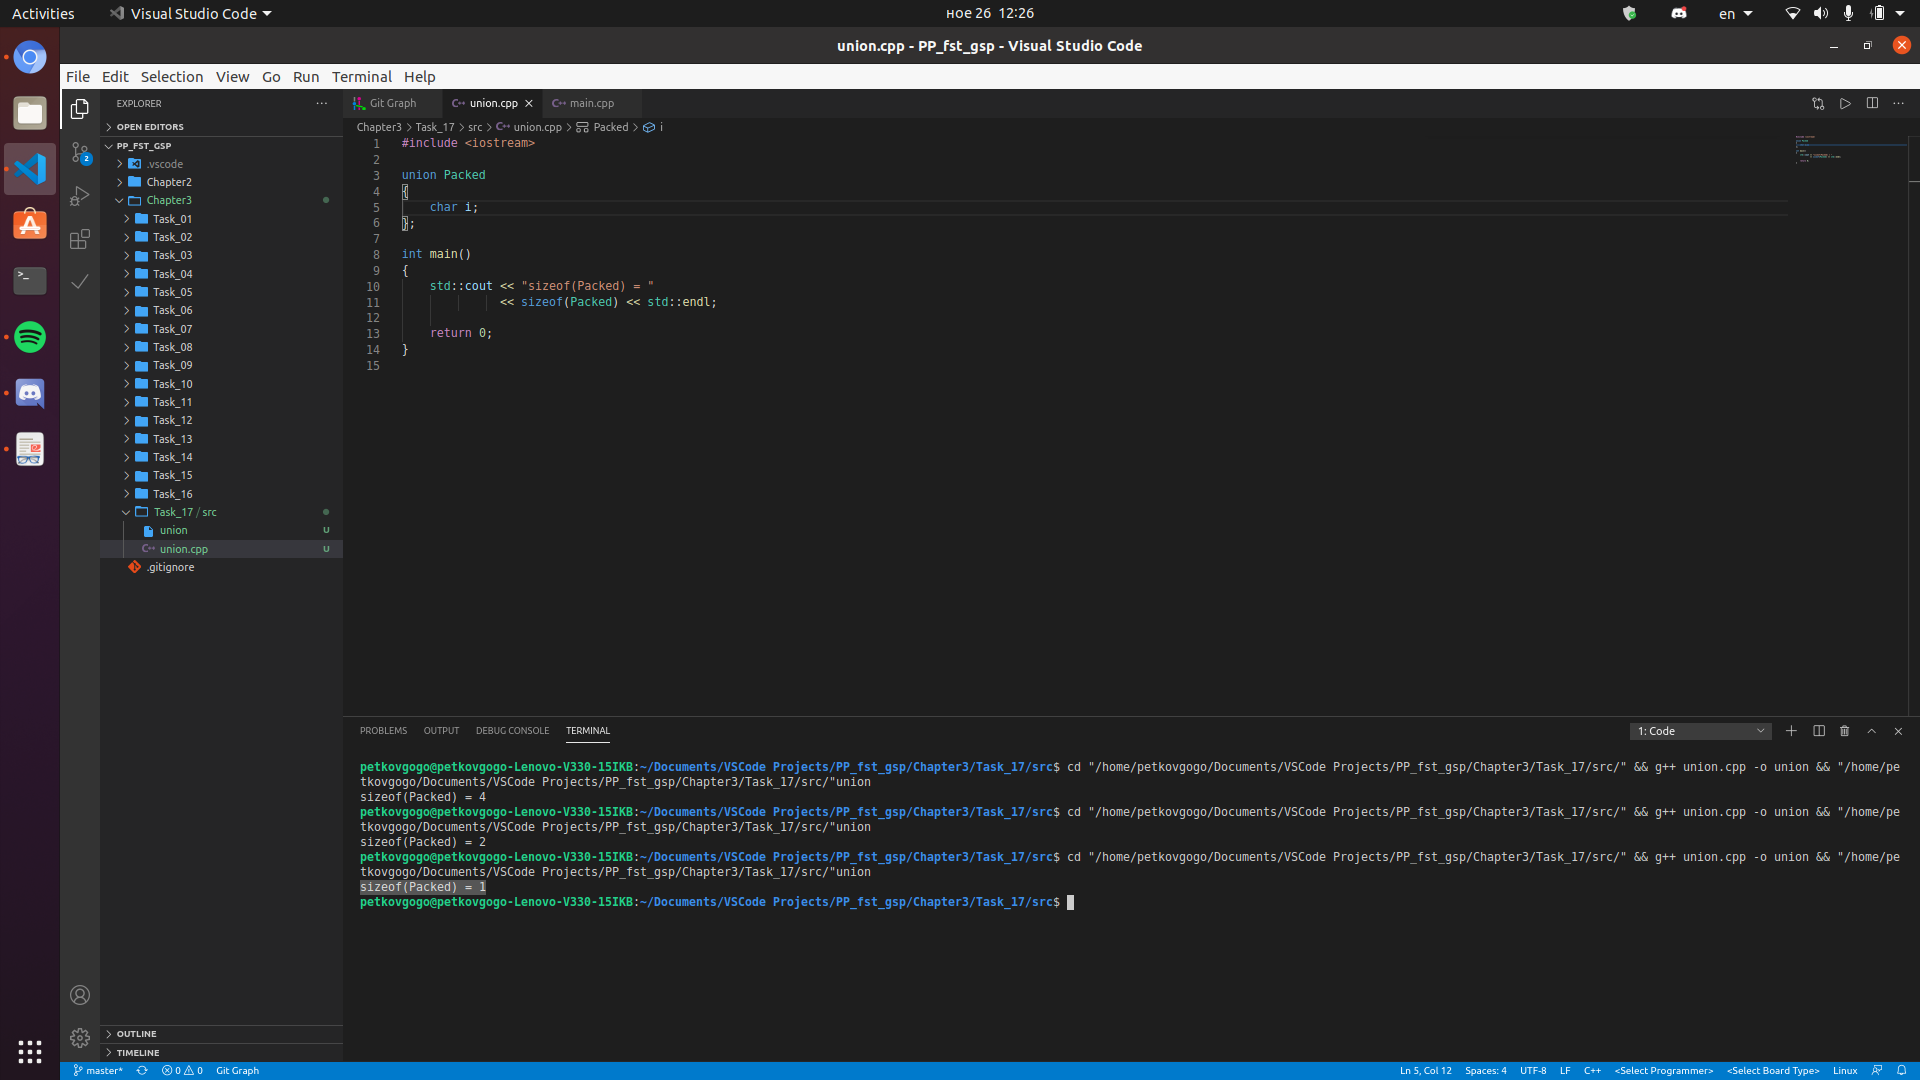 Activities
Visual Studio Code
ное 26 12:26
en
union.cpp - PP_fst_gsp - Visual Studio Code
File Edit Selection View Go Run Terminal Help
EXPLORER
OPEN EDITORS
PP_FST_GSP
.vscode
Chapter2
Chapter3
Task_01
Task_02
Task_03
Task_04
Task_05
Task_06
Task_07
Task_08
Task_09
Task_10
Task_11
Task_12
Task_13
Task_14
Task_15
Task_16
Task_17 / src
union U
union.cpp U
.gitignore
OUTLINE
TIMELINE
2
Git Graph union.cpp main.cpp
Chapter3 > Task_17 > src > union.cpp > Packed > i
1 #include <iostream>
2
3 union Packed
4 {
5 char i;
6 };
7
8 int main()
9 {
10 std::cout << "sizeof(Packed) = "
11 << sizeof(Packed) << std::endl;
12
13 return 0;
14 }
15
PROBLEMS OUTPUT DEBUG CONSOLE TERMINAL
1: Code
petkovgogo@petkovgogo-Lenovo-V330-15IKB:~/Documents/VSCode Projects/PP_fst_gsp/Chapter3/Task_17/src$ cd "/home/petkovgogo/Documents/VSCode Projects/PP_fst_gsp/Chapter3/Task_17/src/" && g++ union.cpp -o union && "/home/pe
tkovgogo/Documents/VSCode Projects/PP_fst_gsp/Chapter3/Task_17/src/"union
sizeof(Packed) = 4
petkovgogo@petkovgogo-Lenovo-V330-15IKB:~/Documents/VSCode Projects/PP_fst_gsp/Chapter3/Task_17/src$ cd "/home/petkovgogo/Documents/VSCode Projects/PP_fst_gsp/Chapter3/Task_17/src/" && g++ union.cpp -o union && "/home/pe
tkovgogo/Documents/VSCode Projects/PP_fst_gsp/Chapter3/Task_17/src/"union
sizeof(Packed) = 2
petkovgogo@petkovgogo-Lenovo-V330-15IKB:~/Documents/VSCode Projects/PP_fst_gsp/Chapter3/Task_17/src$ cd "/home/petkovgogo/Documents/VSCode Projects/PP_fst_gsp/Chapter3/Task_17/src/" && g++ union.cpp -o union && "/home/pe
tkovgogo/Documents/VSCode Projects/PP_fst_gsp/Chapter3/Task_17/src/"union
sizeof(Packed) = 1
petkovgogo@petkovgogo-Lenovo-V330-15IKB:~/Documents/VSCode Projects/PP_fst_gsp/Chapter3/Task_17/src$
master* 0 0 Git Graph
Ln 5, Col 12 Spaces: 4 UTF-8 LF C++ <Select Programmer> <Select Board Type> Linux